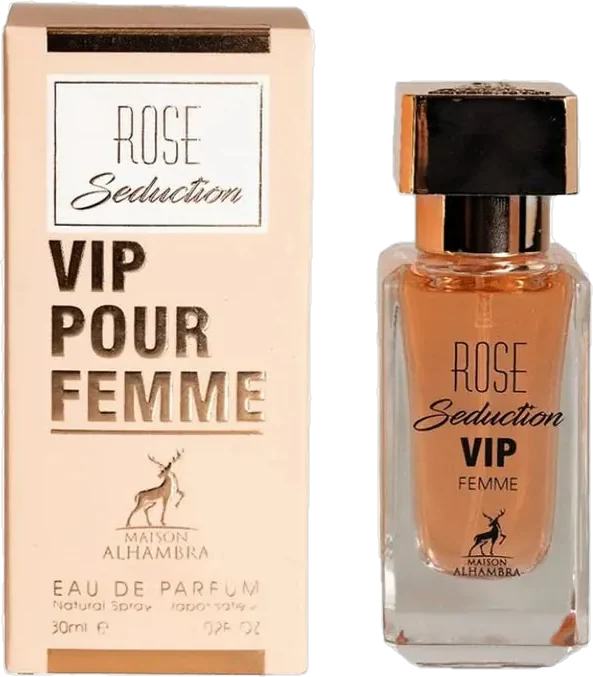 ROSE
Seduction
VIP
POUR
FEMME
MAISON
ALHAMBRA
EAU DE PARFUM
Natural Spray
30ml e
OZ
ROSE
Seduction
VIP
FEMME
MAISON
ALHAMBRA